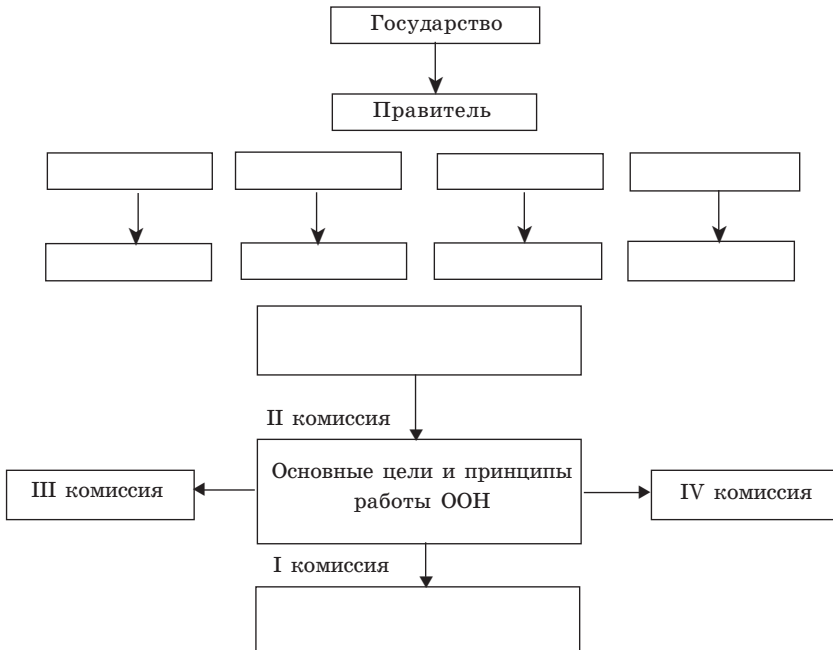 Государство
Правитель
II комиссия
III комиссия
Основные цели и принципы
работы ООН
IV комиссия
I комиссия